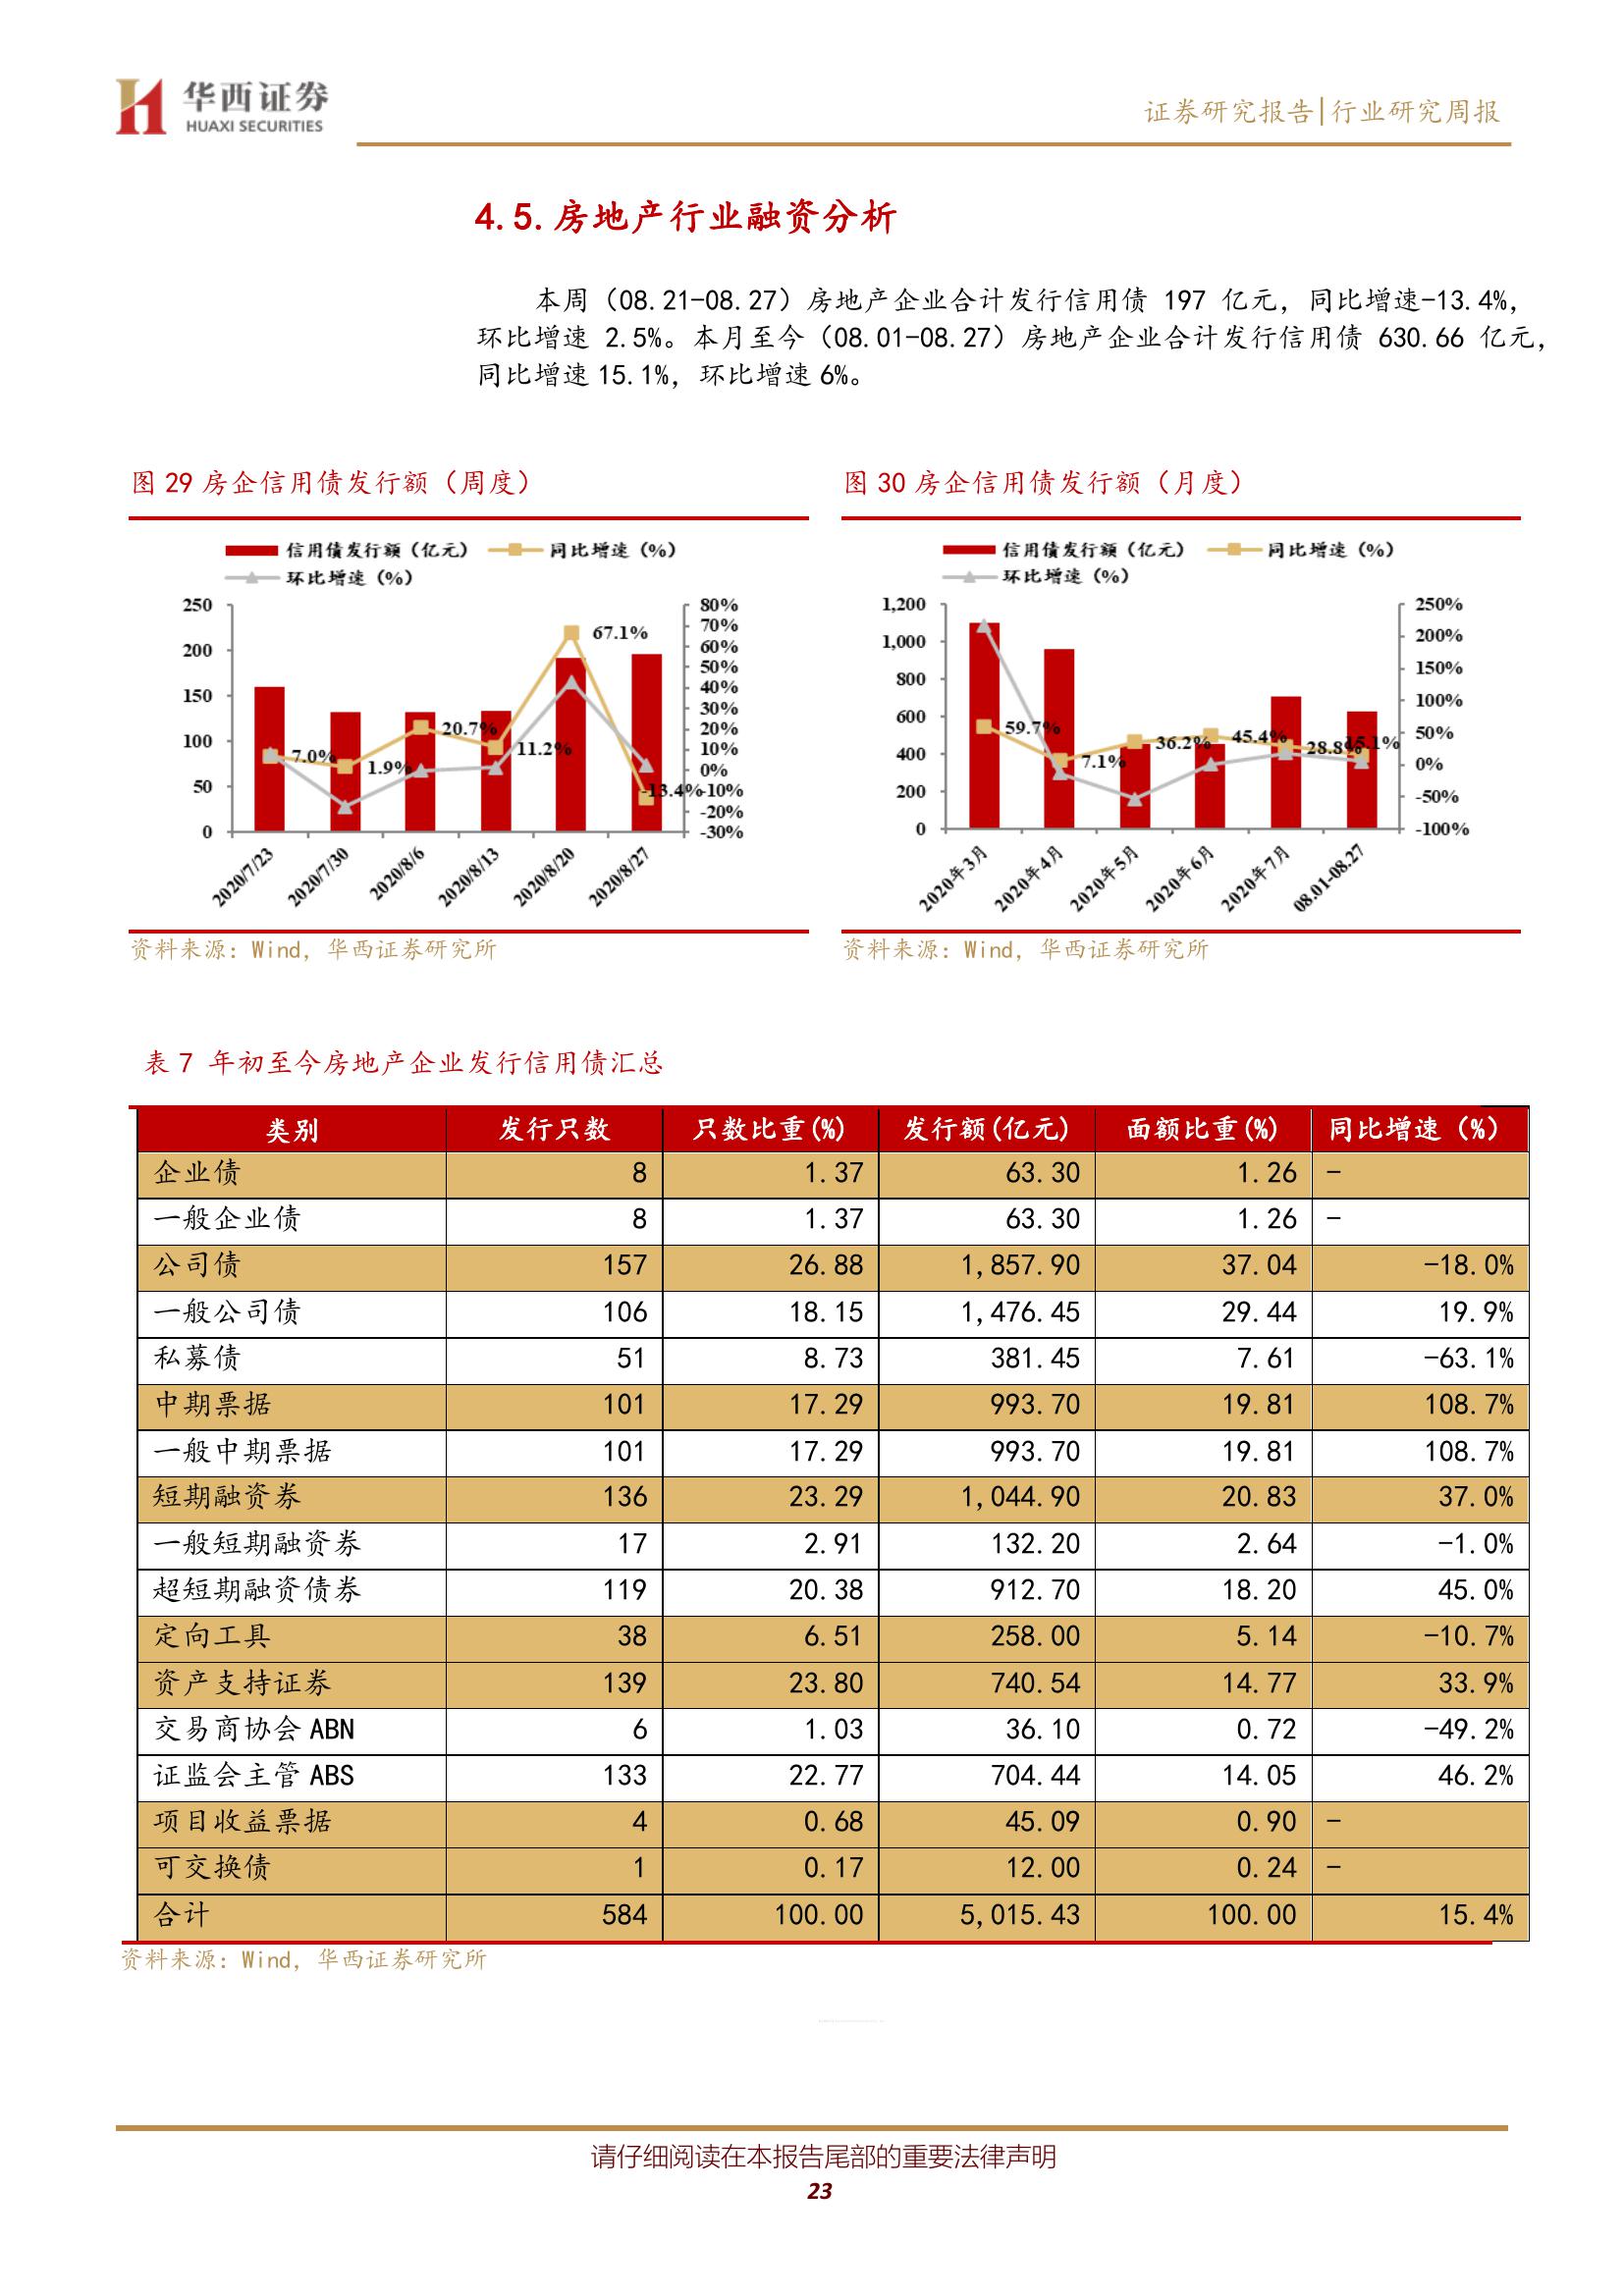 华西证券
HUAXI SECURITIES
证券研究报告|行业研究周报
4.5.房地产行业融资分析
本周（08.21-08.27）房地产企业合计发行信用债 197 亿元，同比增速-13.4%，
环比增速 2.5%。本月至今（08.01-08.27）房地产企业合计发行信用债 630.66 亿元，
同比增速 15.1%，环比增速 6%。
图 29 房企信用债发行额（周度）
信用债发行额（亿元） 同比增速（%）
环比增速（%）
250 80%
70%
200 67.1% 60%
50%
150 40%
30%
20.7% 20%
100 7.0% 11.2% 10%
1.9% 0%
50 -13.4% -10%
-20%
0 -30%
2020/7/23 2020/7/30 2020/8/6 2020/8/13 2020/8/20 2020/8/27
资料来源：Wind，华西证券研究所
图 30 房企信用债发行额（月度）
信用债发行额（亿元） 同比增速（%）
环比增速（%）
1,200 250%
1,000 200%
800 150%
100%
600 59.7% 50%
400 7.1% 36.2% 45.4% 28.8% 15.1% 0%
200 -50%
0 -100%
2020年3月 2020年4月 2020年5月 2020年6月 2020年7月 08.01-08.27
资料来源：Wind，华西证券研究所
表 7 年初至今房地产企业发行信用债汇总
类别 发行只数 只数比重(%) 发行额(亿元) 面额比重(%) 同比增速（%）
企业债 8 1.37 63.30 1.26 -
一般企业债 8 1.37 63.30 1.26 -
公司债 157 26.88 1,857.90 37.04 -18.0%
一般公司债 106 18.15 1,476.45 29.44 19.9%
私募债 51 8.73 381.45 7.61 -63.1%
中期票据 101 17.29 993.70 19.81 108.7%
一般中期票据 101 17.29 993.70 19.81 108.7%
短期融资券 136 23.29 1,044.90 20.83 37.0%
一般短期融资券 17 2.91 132.20 2.64 -1.0%
超短期融资债券 119 20.38 912.70 18.20 45.0%
定向工具 38 6.51 258.00 5.14 -10.7%
资产支持证券 139 23.80 740.54 14.77 33.9%
交易商协会 ABN 6 1.03 36.10 0.72 -49.2%
证监会主管 ABS 133 22.77 704.44 14.05 46.2%
项目收益票据 4 0.68 45.09 0.90 -
可交换债 1 0.17 12.00 0.24 -
合计 584 100.00 5,015.43 100.00 15.4%
资料来源：Wind，华西证券研究所
请仔细阅读在本报告尾部的重要法律声明
23